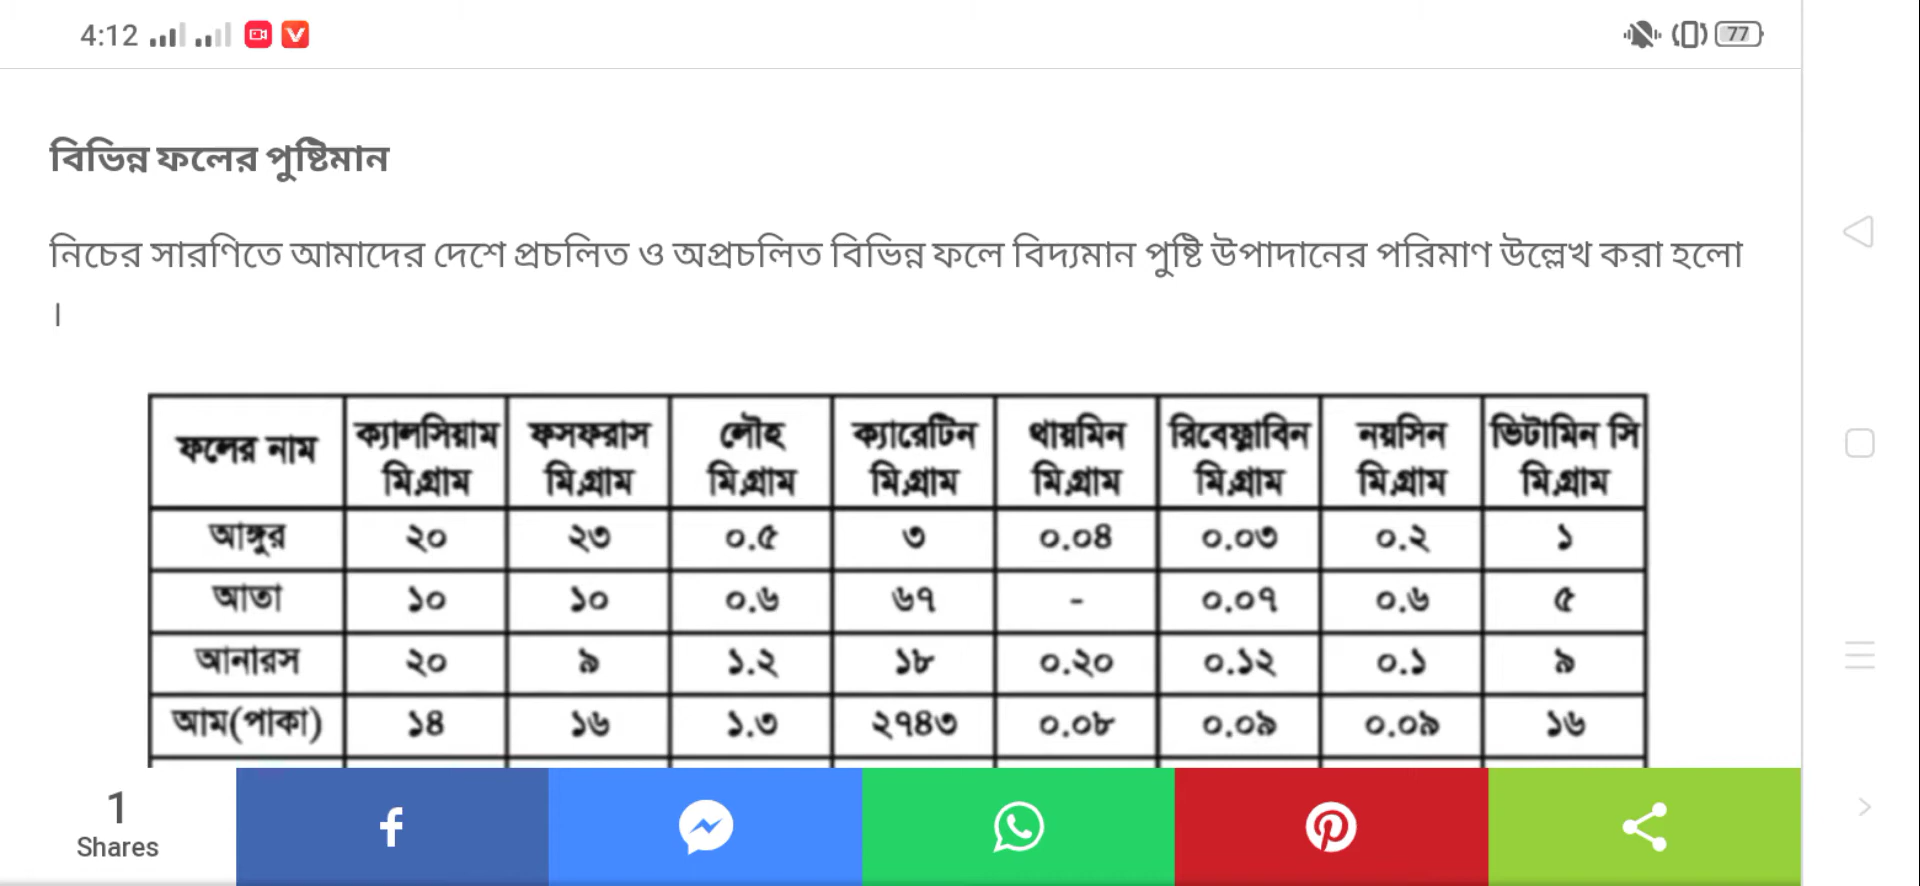 4:12
77
বিভিন্ন ফলের পুষ্টিমান
নিচের সারণিতে আমাদের দেশে প্রচলিত ও অপ্রচলিত বিভিন্ন ফলে বিদ্যমান পুষ্টি উপাদানের পরিমাণ উল্লেখ করা হলো
।
ফলের নাম ক্যালসিয়াম মি.গ্রাম ফসফরাস মি.গ্রাম লৌহ মি.গ্রাম ক্যারেটিন মি.গ্রাম থায়মিন মি.গ্রাম রিবেফ্লাবিন মি.গ্রাম নয়সিন মি.গ্রাম ভিটামিন সি মি.গ্রাম
আঙ্গুর ২০ ২৩ ০.৫ ৩ ০.০৪ ০.০৩ ০.২ ১
আতা ১০ ১০ ০.৬ ৬৭ - ০.০৭ ০.৬ ৫
আনারস ২০ ৯ ১.২ ১৮ ০.২০ ০.১২ ০.১ ৯
আম(পাকা) ১৪ ১৬ ১.৩ ২৭৪৩ ০.০৮ ০.০৯ ০.০৯ ১৬
1
Shares